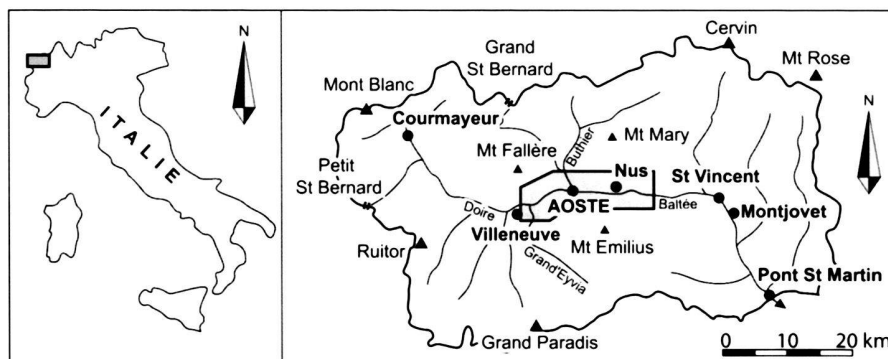 N
ITALIE
Cervin
Grand
St Bernard
Mt Rose
Mont Blanc
N
Courmayeur
Mt Mary
Buthier
Mt Fallère
Petit
St Bernard
Nus
St Vincent
Doire
AOSTE
Baltée
Montjovet
Villeneuve
Mt Emilius
Ruitor
Grand'Eyvia
Pont St Martin
Grand Paradis
0 10 20 km